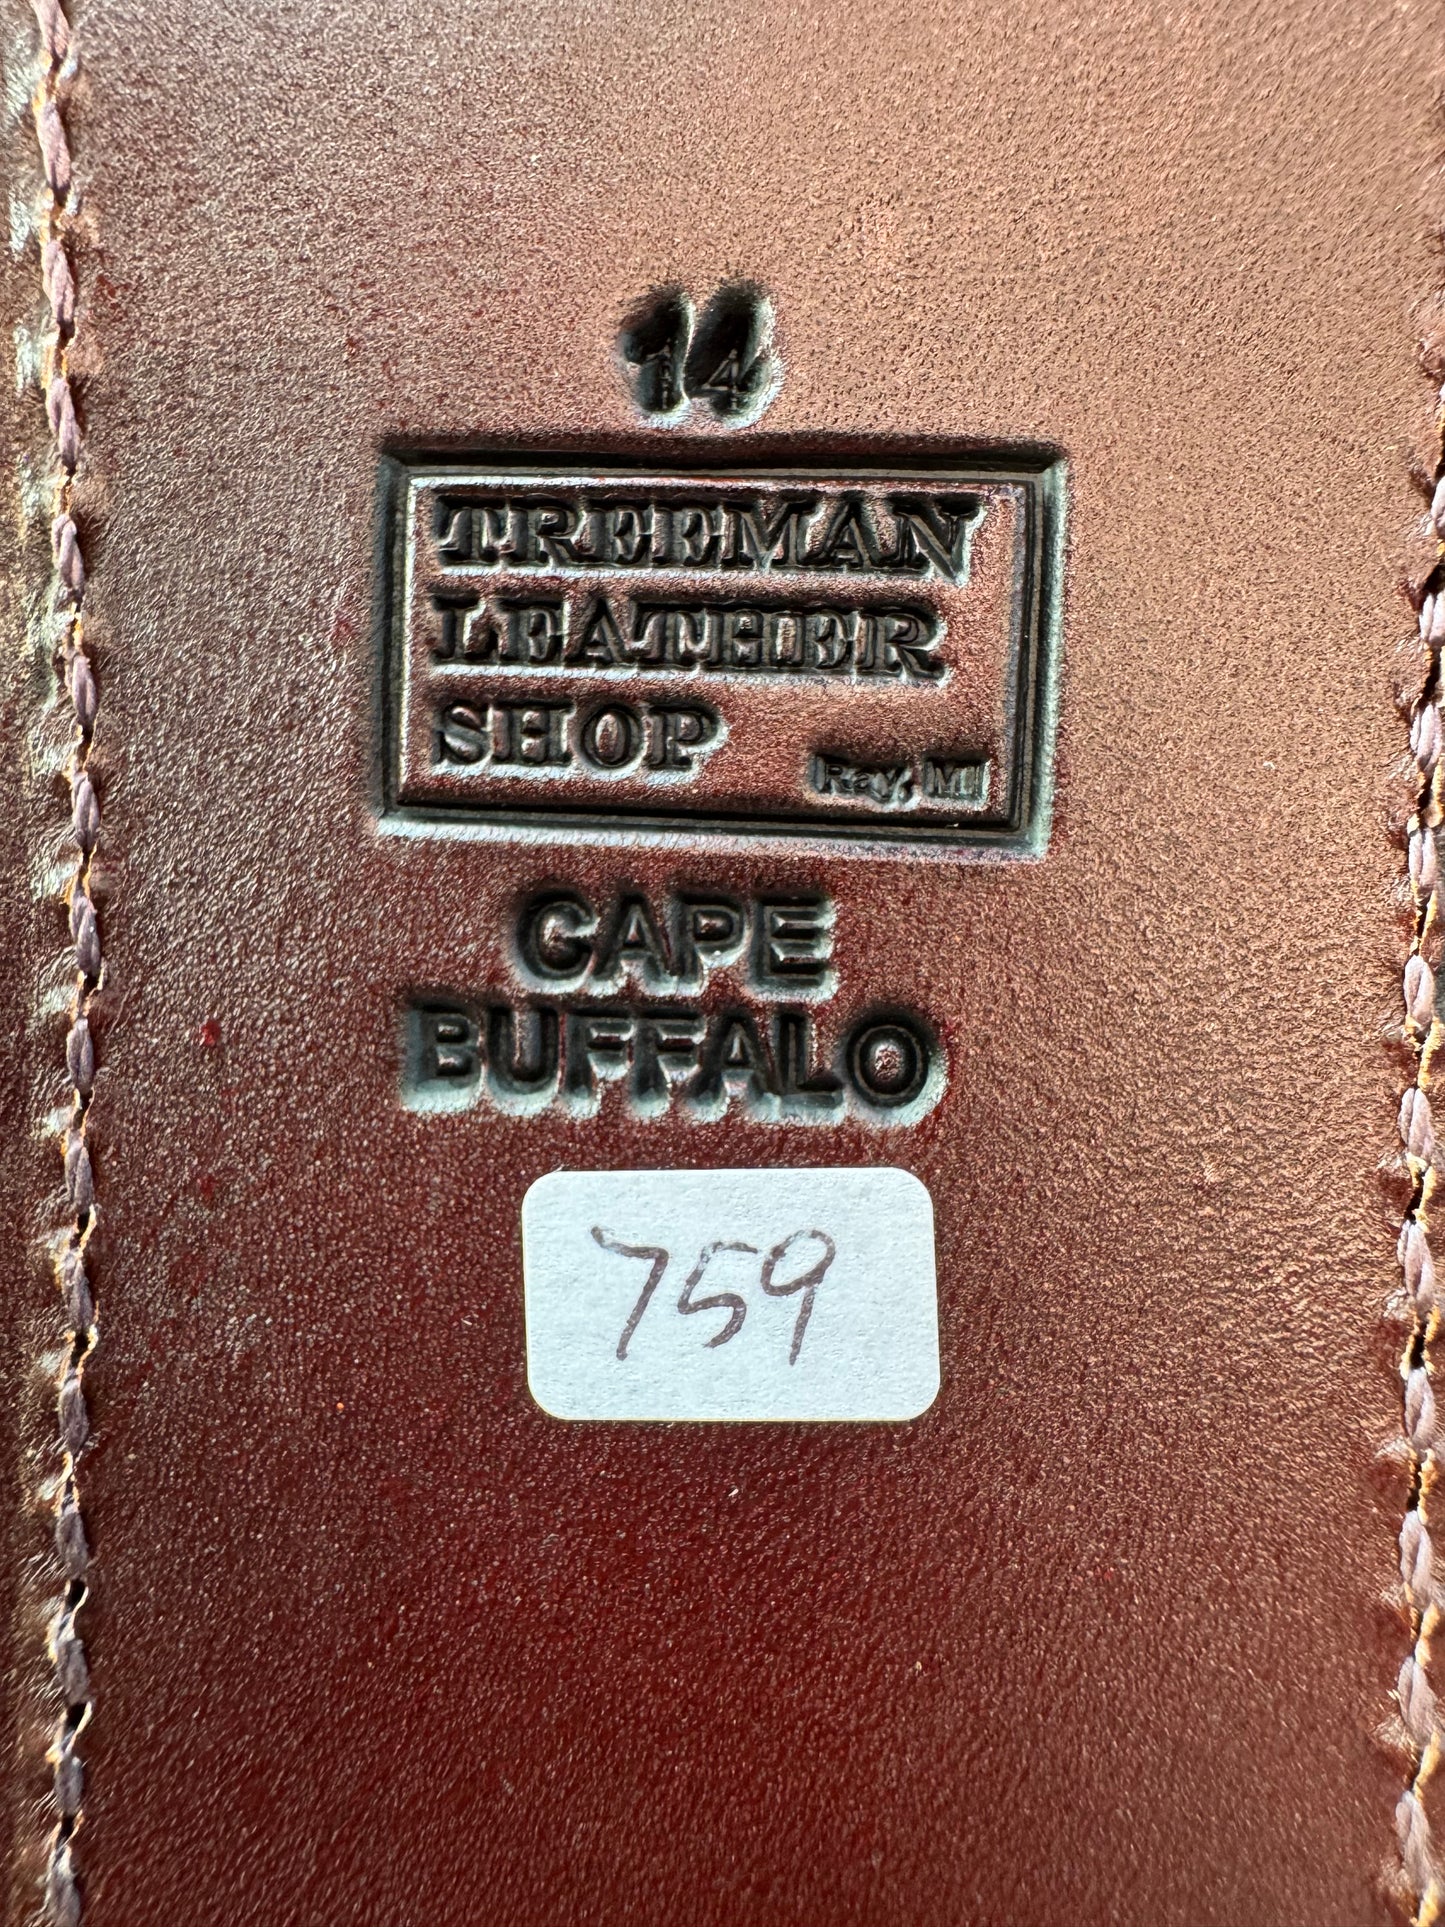 14
TREEMAN
LEATHER
SHOP
Ray, MI
CAPE
BUFFALO
759